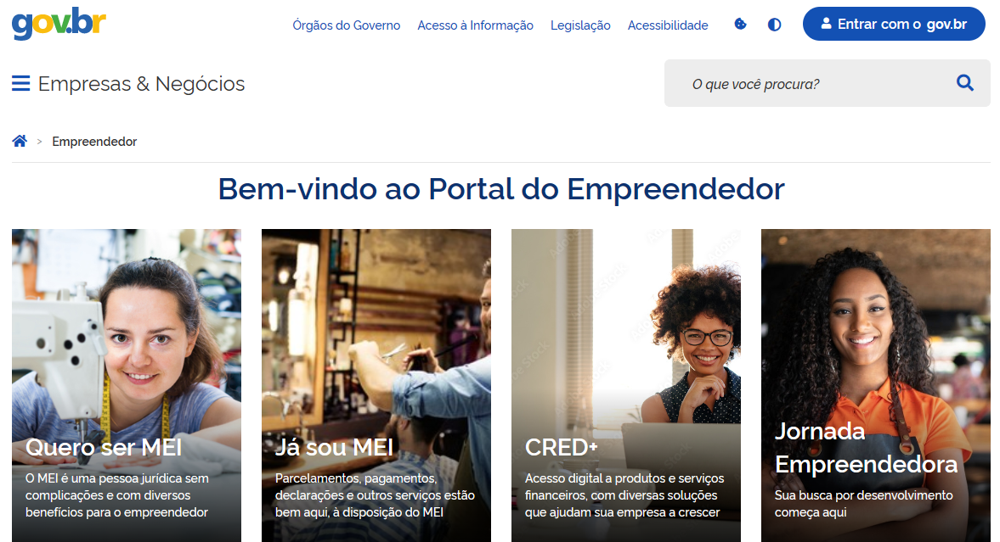 gov.br
Órgãos do Governo Acesso à Informação Legislação Acessibilidade Entrar com o gov.br
Empresas & Negócios
O que você procura?
> Empreendedor
Bem-vindo ao Portal do Empreendedor
Quero ser MEI
O MEI é uma pessoa jurídica sem
complicações e com diversos
benefícios para o empreendedor
Já sou MEI
Parcelamentos, pagamentos,
declarações e outros serviços estão
bem aqui, à disposição do MEI
CRED+
Acesso digital a produtos e serviços
financeiros, com diversas soluções
que ajudam sua empresa a crescer
Jornada
Empreendedora
Sua busca por desenvolvimento
começa aqui